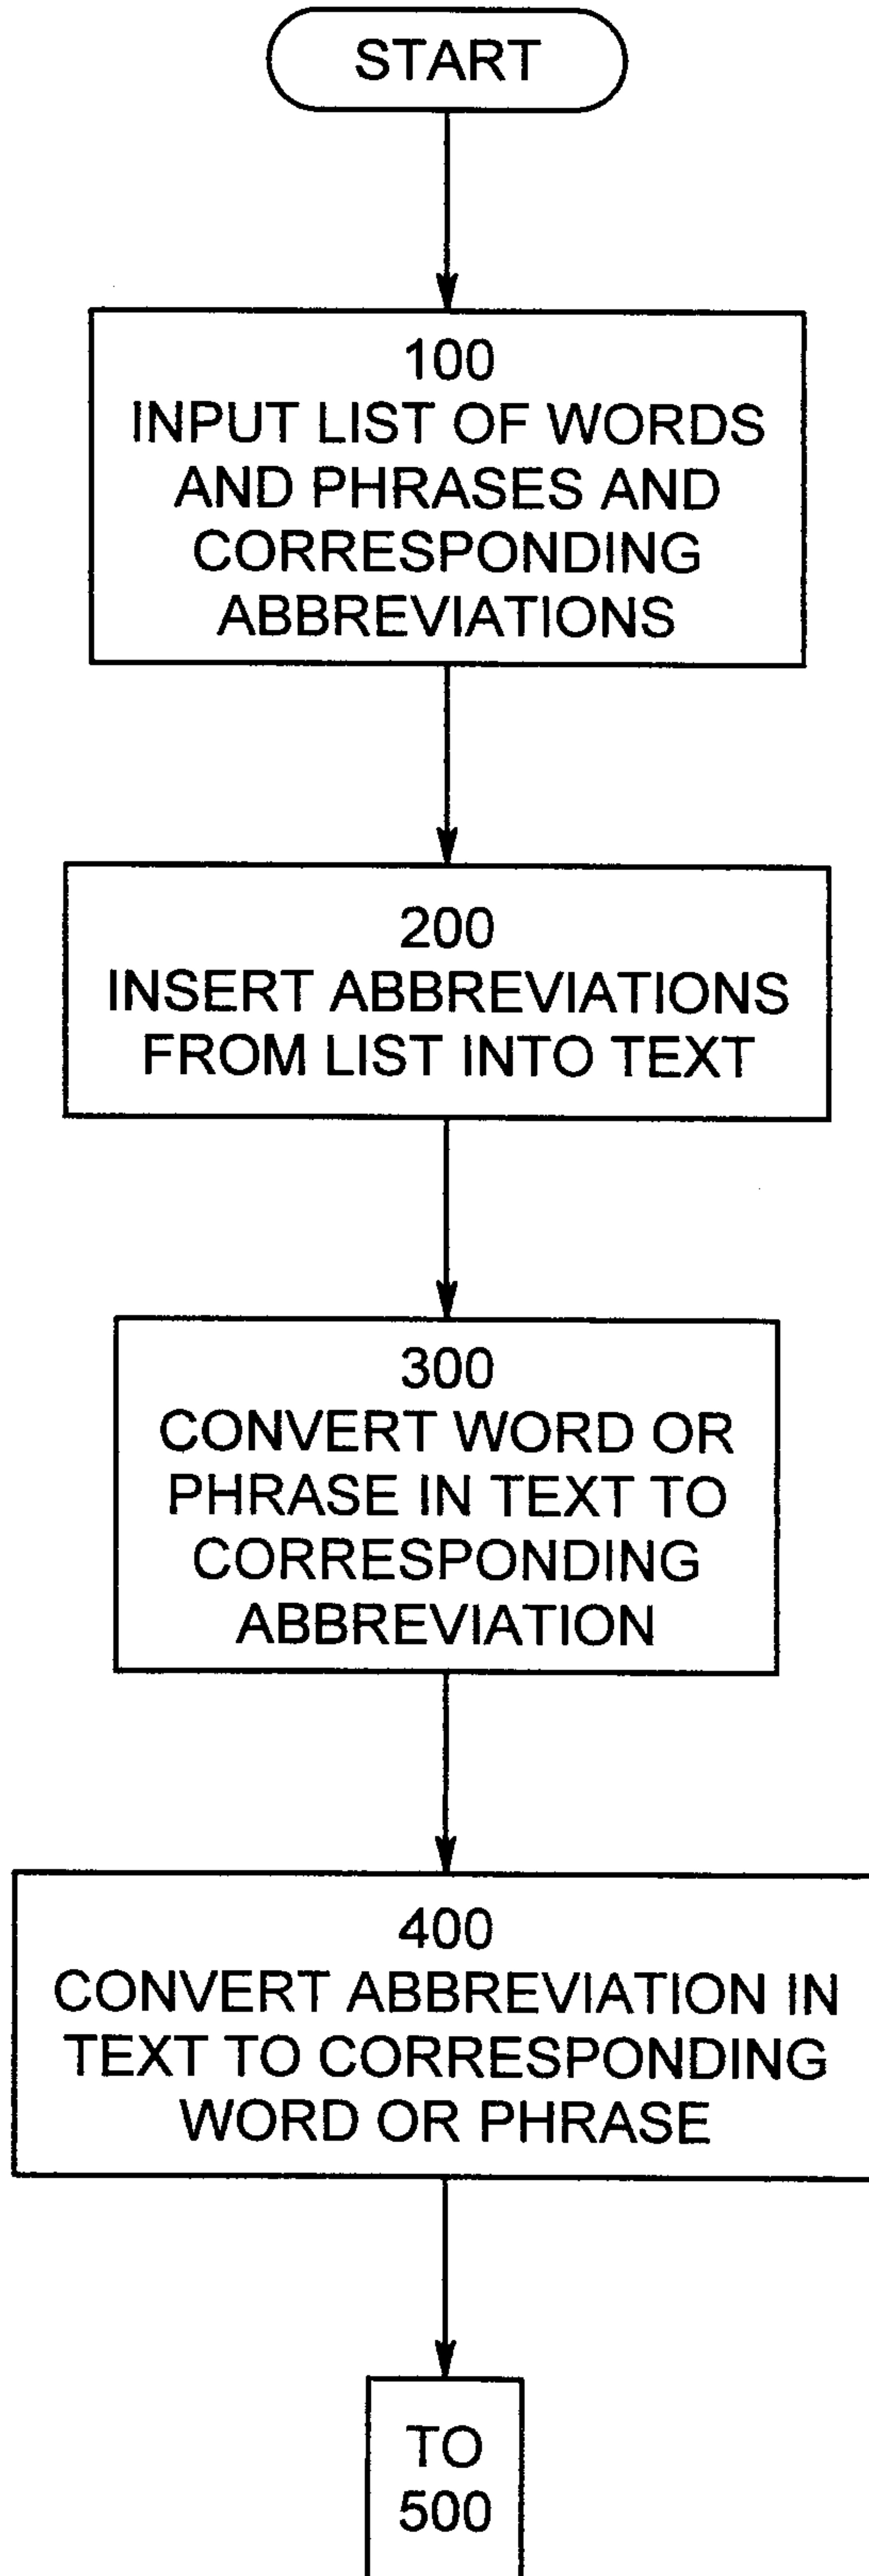 START
100
INPUT LIST OF WORDS
AND PHRASES AND
CORRESPONDING
ABBREVIATIONS
200
INSERT ABBREVIATIONS
FROM LIST INTO TEXT
300
CONVERT WORD OR
PHRASE IN TEXT TO
CORRESPONDING
ABBREVIATION
400
CONVERT ABBREVIATION IN
TEXT TO CORRESPONDING
WORD OR PHRASE
TO
500